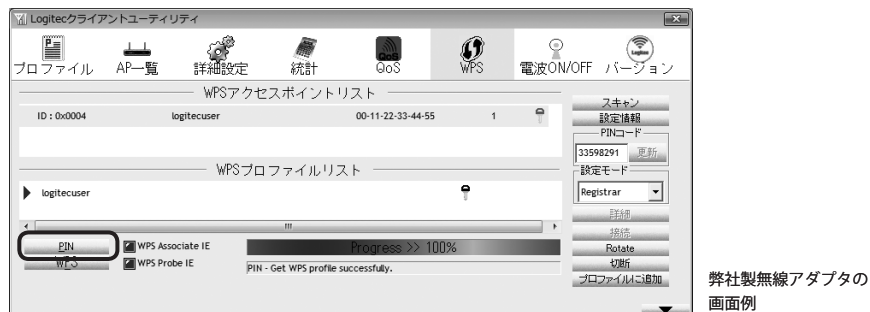 Logitecクライアントユーティリティ
プロファイル AP一覧 詳細設定 統計 QoS WPS 電波ON/OFF バージョン
WPSアクセスポイントリスト
ID : 0x0004 logitecuser 00-11-22-33-44-55 1
WPSプロファイルリスト
logitecuser
PIN
WPS
WPS Associate IE
WPS Probe IE
Progress >> 100%
PIN - Get WPS profile successfully.
スキャン
設定情報
PINコード
33598291 更新
設定モード
Registrar
詳細
接続
Rotate
切断
プロファイルに追加
弊社製無線アダプタの
画面例